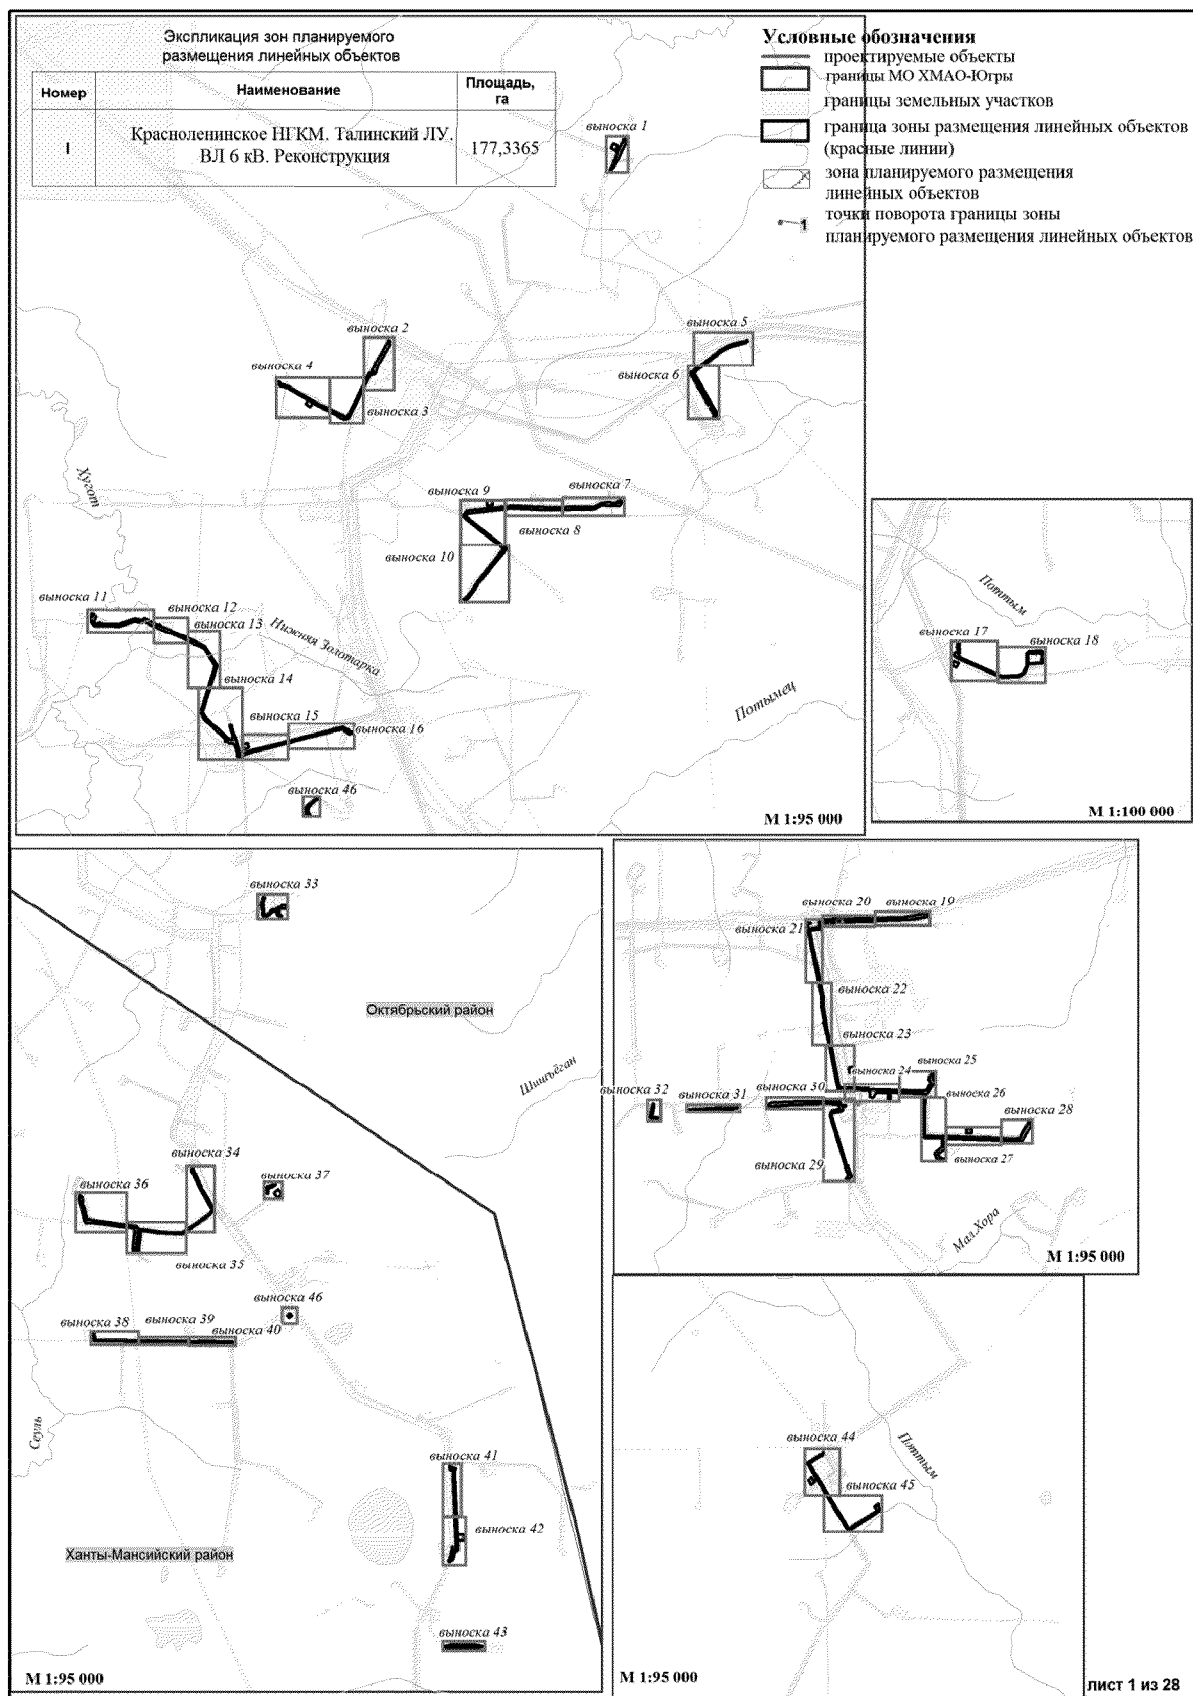 Экспликация зон планируемого
размещения линейных объектов
Номер
Наименование
Площадь,
га
I
Красноленинское НГКМ. Талинский ЛУ.
ВЛ 6 кВ. Реконструкция
177,3365
Условные обозначения
проектируемые объекты
границы МО ХМАО-Югры
границы земельных участков
граница зоны размещения линейных объектов
(красные линии)
зона планируемого размещения
линейных объектов
1
точки поворота границы зоны
планируемого размещения линейных объектов
выноска 1
выноска 2
выноска 5
выноска 4
выноска 6
выноска 3
Хугот
выноска 9
выноска 7
выноска 8
выноска 10
выноска 11
выноска 12
выноска 13
Нижняя Золотарка
выноска 14
выноска 15
выноска 16
Потымец
выноска 46
М 1:95 000
Поттым
выноска 17
выноска 18
М 1:100 000
выноска 33
Октябрьский район
Шишъёган
выноска 34
выноска 36
выноска 37
выноска 35
выноска 46
выноска 38
выноска 39
выноска 40
Сеуль
выноска 41
выноска 42
Ханты-Мансийский район
выноска 43
М 1:95 000
выноска 20
выноска 19
выноска 21
выноска 22
выноска 23
выноска 24
выноска 25
выноска 32
выноска 31
выноска 30
выноска 26
выноска 28
выноска 29
выноска 27
Мал.Хора
М 1:95 000
выноска 44
Поттым
выноска 45
М 1:95 000
лист 1 из 28